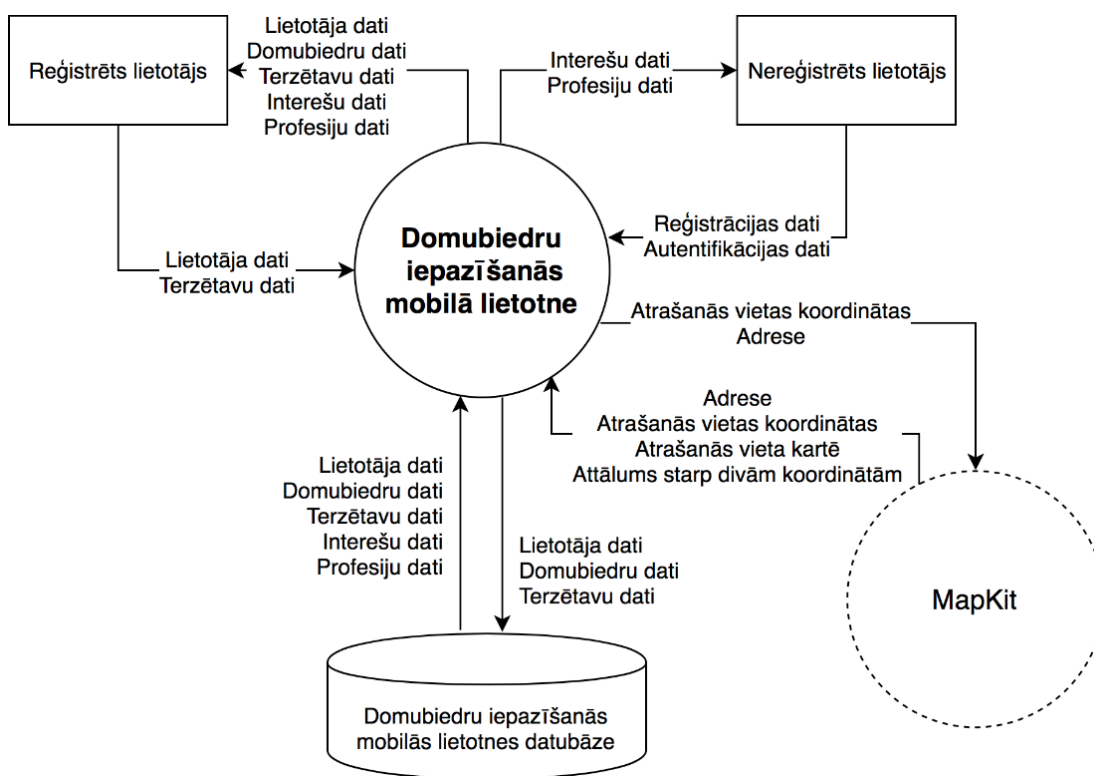 Lietotāja dati
Domubiedru dati
Terzētavu dati
Interešu dati
Profesiju dati
Reģistrēts lietotājs
Interešu dati
Profesiju dati
Nereģistrēts lietotājs
Lietotāja dati
Terzētavu dati
Domubiedru
iepazīšanās
mobilā lietotne
Reģistrācijas dati
Autentifikācijas dati
Atrašanās vietas koordinātas
Adrese
Adrese
Atrašanās vietas koordinātas
Atrašanās vieta kartē
Attālums starp divām koordinātām
Lietotāja dati
Domubiedru dati
Terzētavu dati
Interešu dati
Profesiju dati
Lietotāja dati
Domubiedru dati
Terzētavu dati
MapKit
Domubiedru iepazīšanās
mobilās lietotnes datubāze